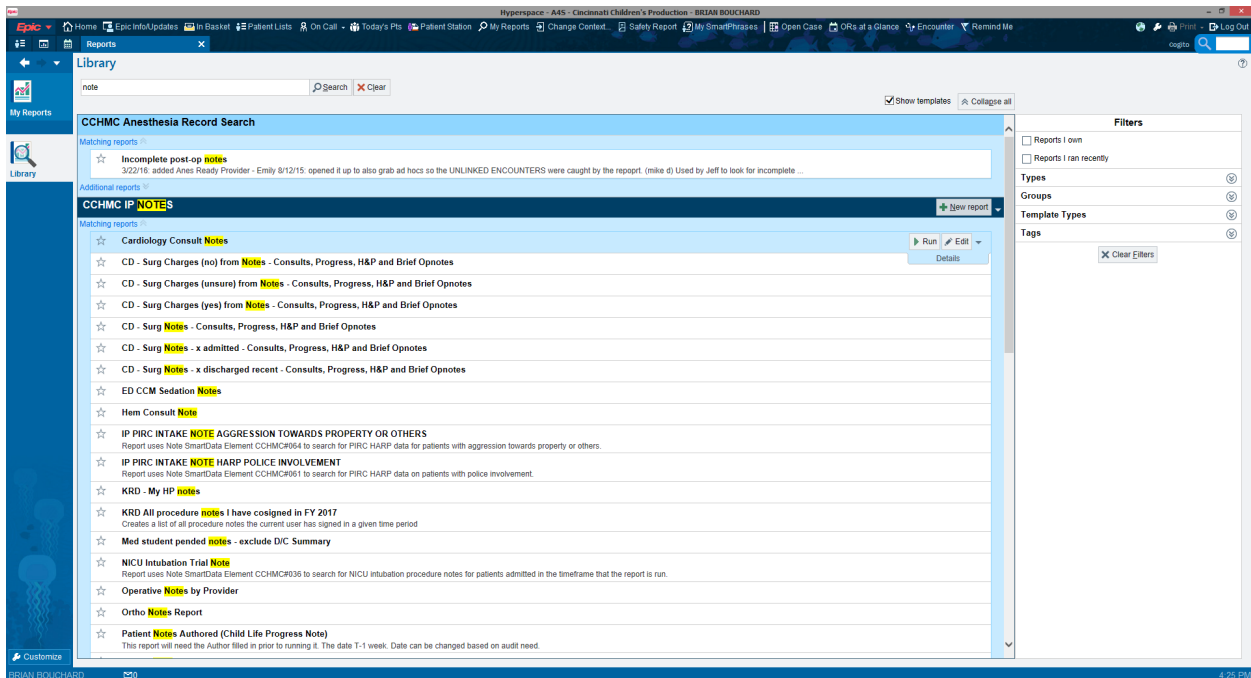 Epic
Hyperspace - A4S - Cincinnati Children's Production - BRIAN BOUCHARD
Epic Home Epic Info/Updates In Basket Patient Lists On Call Today's Pts Patient Station My Reports Change Context... Safety Report My SmartPhrases Open Case ORs at a Glance Encounter Remind Me Print Log Out
Reports X cogito
Library
note Search Clear
Show templates Collapse all
My Reports
Library
Customize
CCHMC Anesthesia Record Search
Matching reports
Incomplete post-op notes
3/22/16: added Anes Ready Provider - Emily 8/12/15: opened it up to also grab ad hocs so the UNLINKED ENCOUNTERS were caught by the repoprt. (mike d) Used by Jeff to look for incomplete ...
Additional reports
CCHMC IP NOTES New report
Matching reports
Cardiology Consult Notes Run Edit
Details
CD - Surg Charges (no) from Notes - Consults, Progress, H&P and Brief Opnotes
CD - Surg Charges (unsure) from Notes - Consults, Progress, H&P and Brief Opnotes
CD - Surg Charges (yes) from Notes - Consults, Progress, H&P and Brief Opnotes
CD - Surg Notes - Consults, Progress, H&P and Brief Opnotes
CD - Surg Notes - x admitted - Consults, Progress, H&P and Brief Opnotes
CD - Surg Notes - x discharged recent - Consults, Progress, H&P and Brief Opnotes
ED CCM Sedation Notes
Hem Consult Note
IP PIRC INTAKE NOTE AGGRESSION TOWARDS PROPERTY OR OTHERS
Report uses Note SmartData Element CCHMC#064 to search for PIRC HARP data for patients with aggression towards property or others.
IP PIRC INTAKE NOTE HARP POLICE INVOLVEMENT
Report uses Note SmartData Element CCHMC#061 to search for PIRC HARP data on patients with police involvement.
KRD - My HP notes
KRD All procedure notes I have cosigned in FY 2017
Creates a list of all procedure notes the current user has signed in a given time period
Med student pended notes - exclude D/C Summary
NICU Intubation Trial Note
Report uses Note SmartData Element CCHMC#036 to search for NICU intubation procedure notes for patients admitted in the timeframe that the report is run.
Operative Notes by Provider
Ortho Notes Report
Patient Notes Authored (Child Life Progress Note)
This report will need the Author filled in prior to running it. The date T-1 week. Date can be changed based on audit need.
Filters
Reports I own
Reports I ran recently
Types
Groups
Template Types
Tags
Clear Filters
BRIAN BOUCHARD 0 4:25 PM